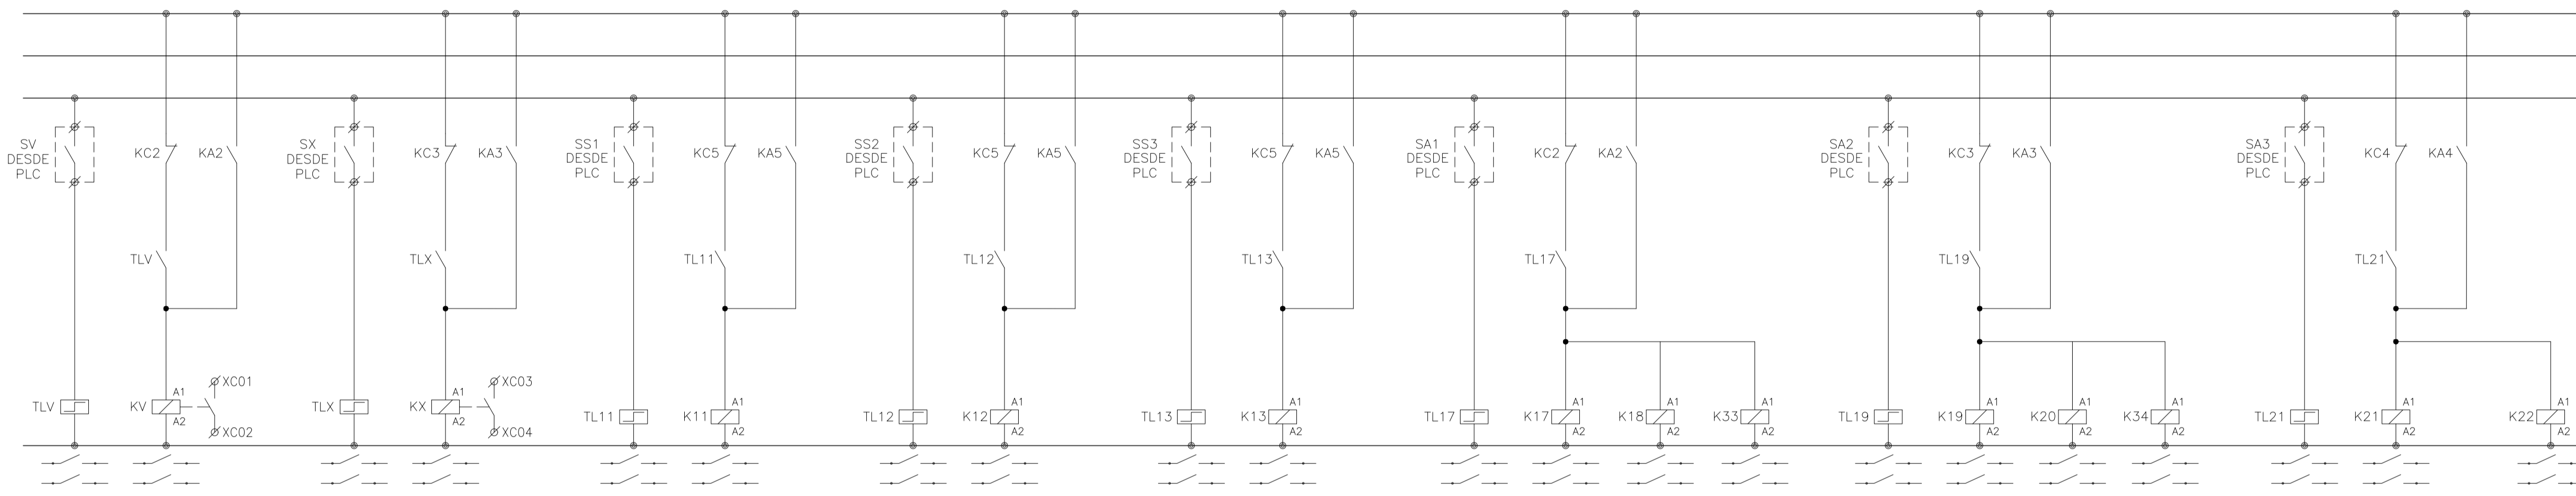 SV
DESDE
PLC
KC2
KA2
SX
DESDE
PLC
KC3
KA3
SS1
DESDE
PLC
KC5
KA5
SS2
DESDE
PLC
KC5
KA5
SS3
DESDE
PLC
KC5
KA5
SA1
DESDE
PLC
KC2
KA2
SA2
DESDE
PLC
KC3
KA3
SA3
DESDE
PLC
KC4
KA4
TLV
TLX
TL11
TL12
TL13
TL17
TL19
TL21
TLV
KV
A1
A2
XC01
XC02
TLX
KX
A1
A2
XC03
XC04
TL11
K11
A1
A2
TL12
K12
A1
A2
TL13
K13
A1
A2
TL17
K17
A1
A2
K18
A1
A2
K33
A1
A2
TL19
K19
A1
A2
K20
A1
A2
K34
A1
A2
TL21
K21
A1
A2
K22
A1
A2